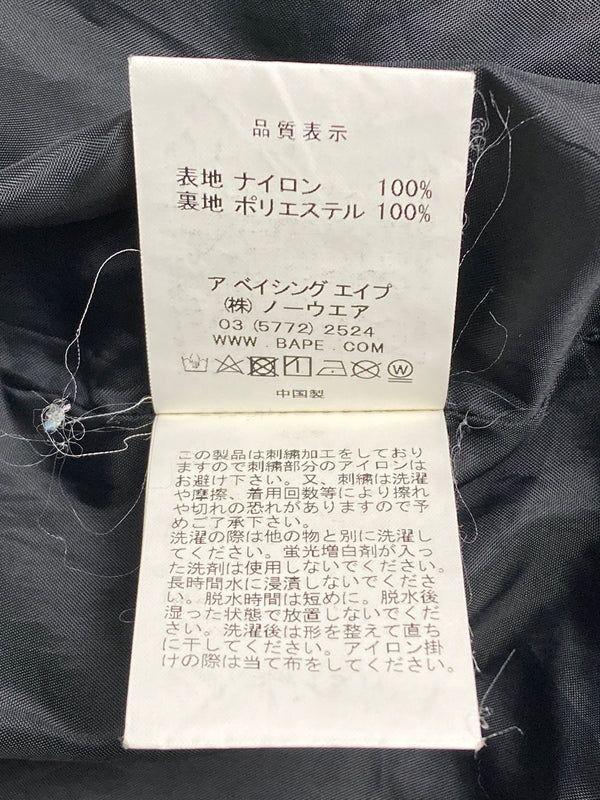 品質表示
表地 ナイロン 100%
裏地 ポリエステル 100%
ア ベイシング エイプ
(株) ノーウエア
03 (5772) 2524
WWW.BAPE.COM
中国製
この製品は刺繍加工をしており
ますので刺繍部分のアイロンは
お避け下さい。又、刺繍は洗濯
や摩擦、着用回数等により擦れ
や切れの恐れがありますので予
めご了承下さい。
洗濯の際は他の物と別に洗濯し
てください。蛍光増白剤が入っ
た洗剤は使用しないでください。
長時間水に浸漬しないでくださ
い。脱水時間は短めに。脱水後
湿った状態で放置しないでくだ
さい。洗濯後は形を整えて直ち
に干してください。アイロン掛
けの際は当て布をしてください。